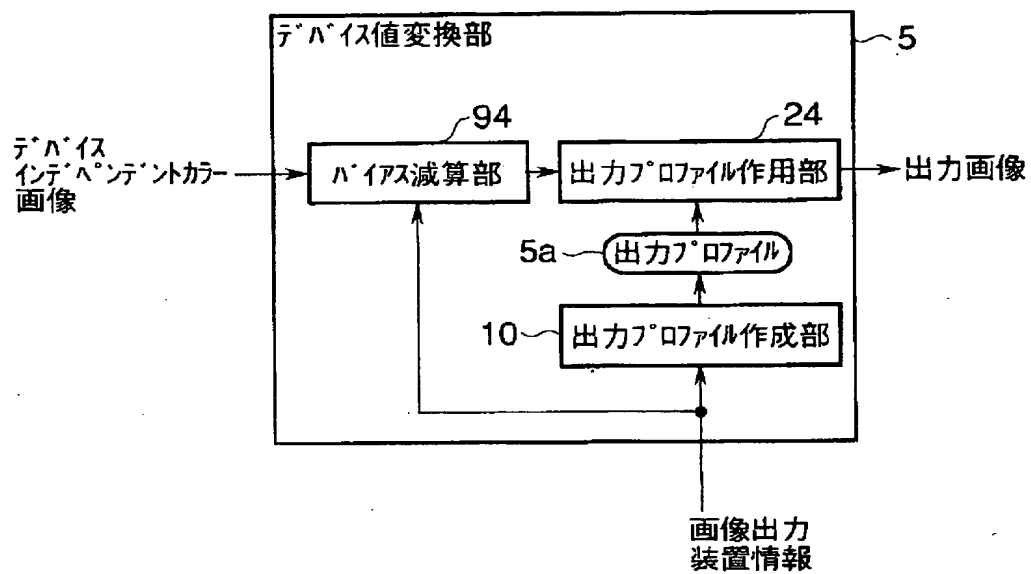 デバイス値変換部
5
94
24
デバイス
インデペンデントカラー
画像
バイアス減算部
出力プロファイル作用部
出力画像
5a
出力プロファイル
10
出力プロファイル作成部
画像出力
装置情報